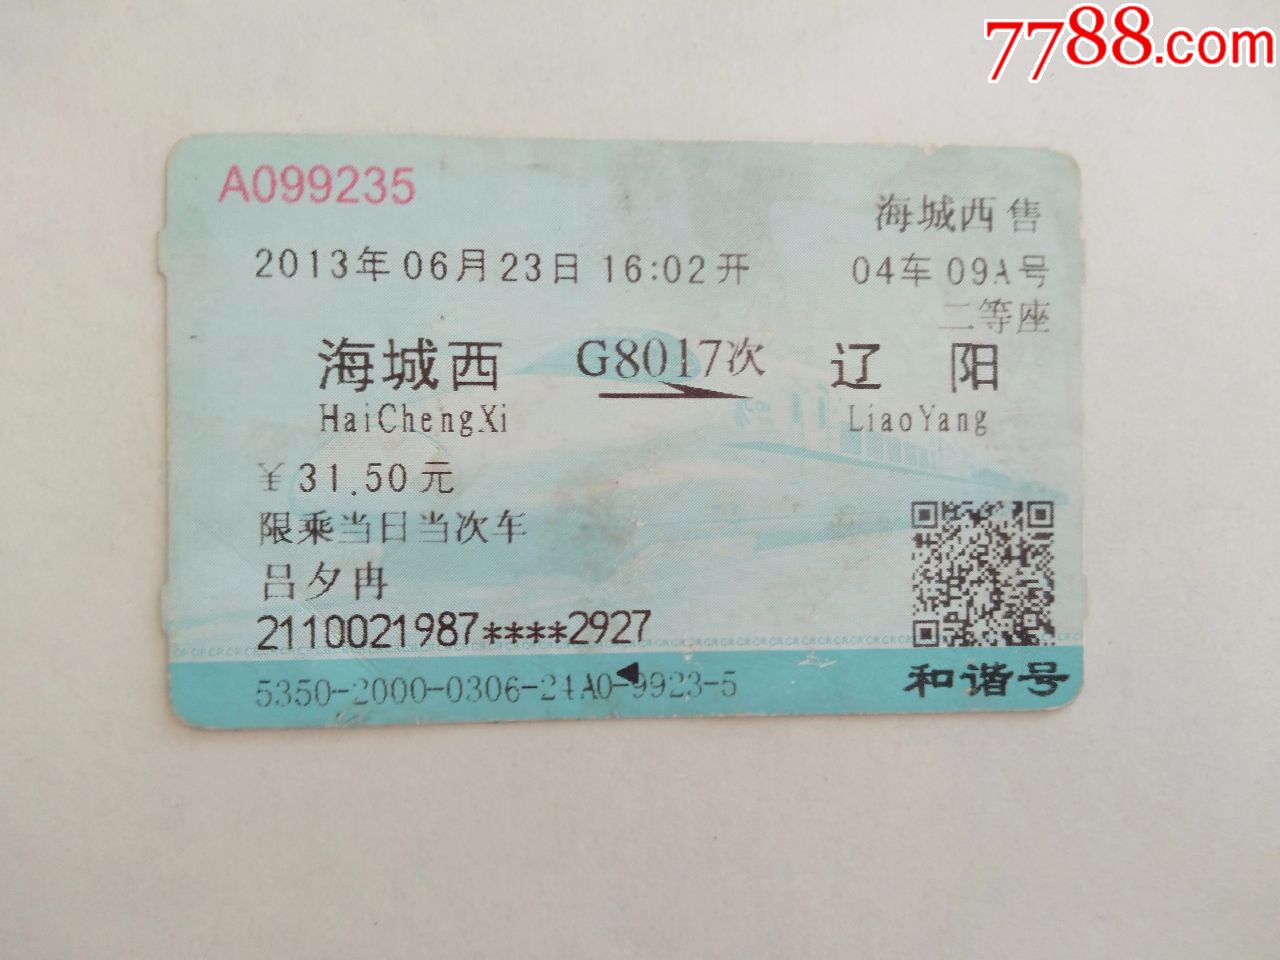 7788.com
A099235
海城西售
2013年06月23日 16:02开 04车 09A号
二等座
海城西 G8017次 辽阳
HaiChengXi LiaoYang
¥31.50元
限乘当日当次车
吕夕冉
2110021987****2927
5350-2000-0306-24A0-9923-5 和谐号